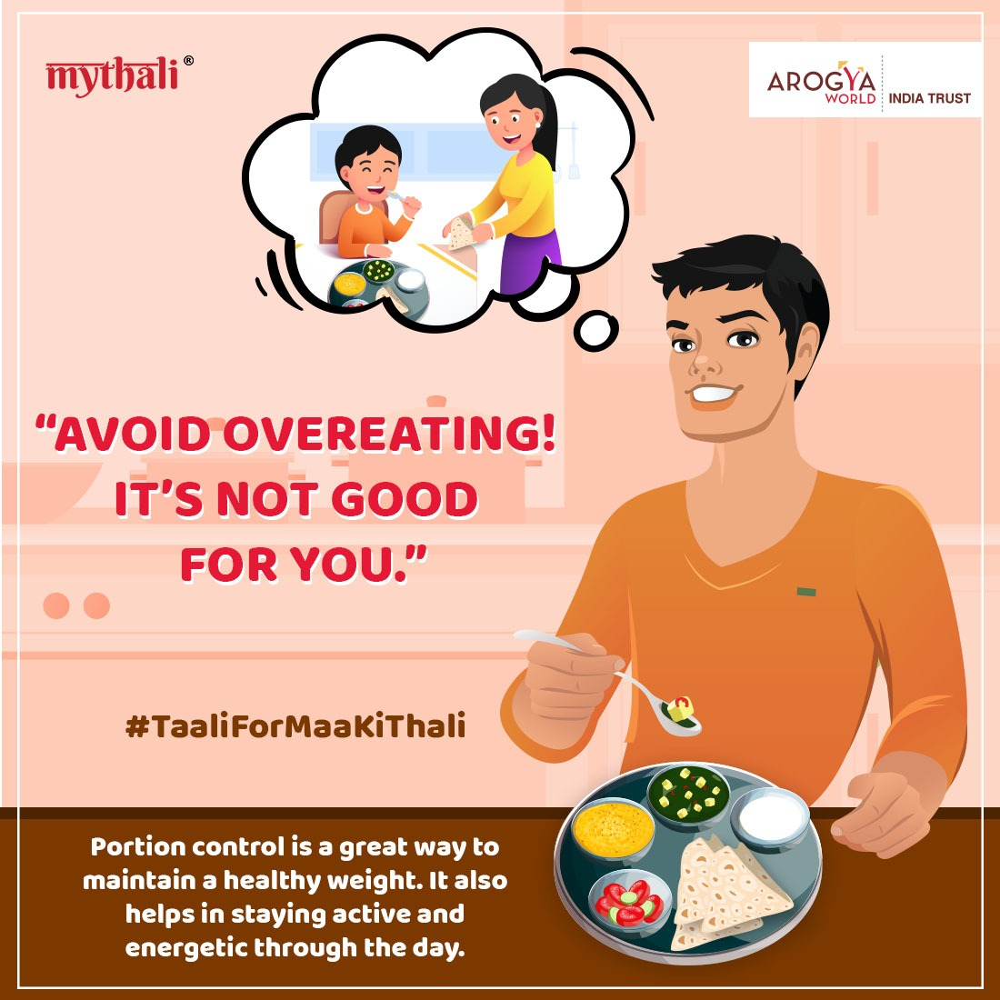 mythali®
AROGYA
WORLD
INDIA TRUST
“AVOID OVEREATING!
IT’S NOT GOOD
FOR YOU.”
#TaaliForMaaKiThali
Portion control is a great way to
maintain a healthy weight. It also
helps in staying active and
energetic through the day.